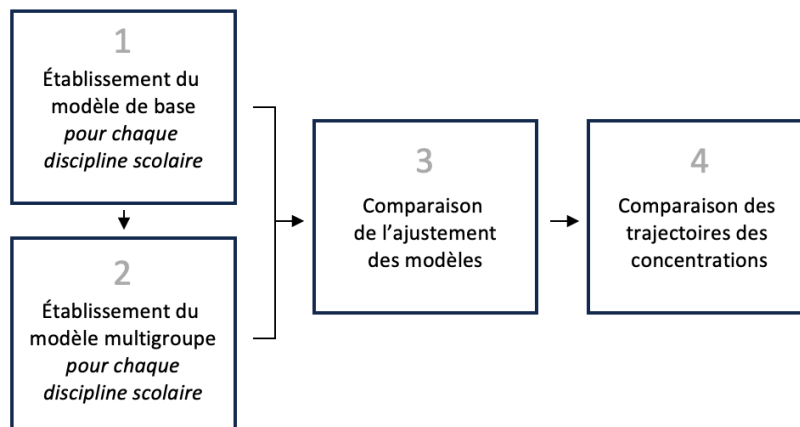 1
Établissement du
modèle de base
pour chaque
discipline scolaire
2
Établissement du
modèle multigroupe
pour chaque
discipline scolaire
3
Comparaison
de l’ajustement
des modèles
4
Comparaison des
trajectoires des
concentrations